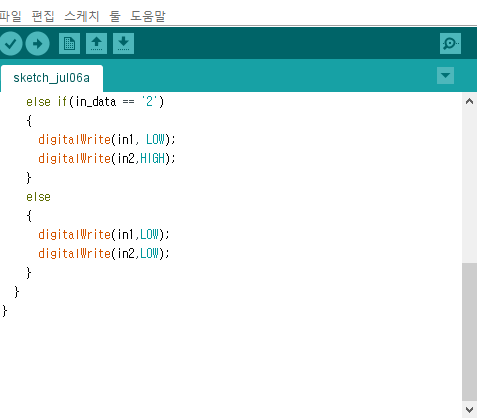 파일 편집 스케치 툴 도움말
sketch_jul06a
else if(in_data == '2')
{
digitalWrite(in1, LOW);
digitalWrite(in2,HIGH);
}
else
{
digitalWrite(in1,LOW);
digitalWrite(in2,LOW);
}
}
}